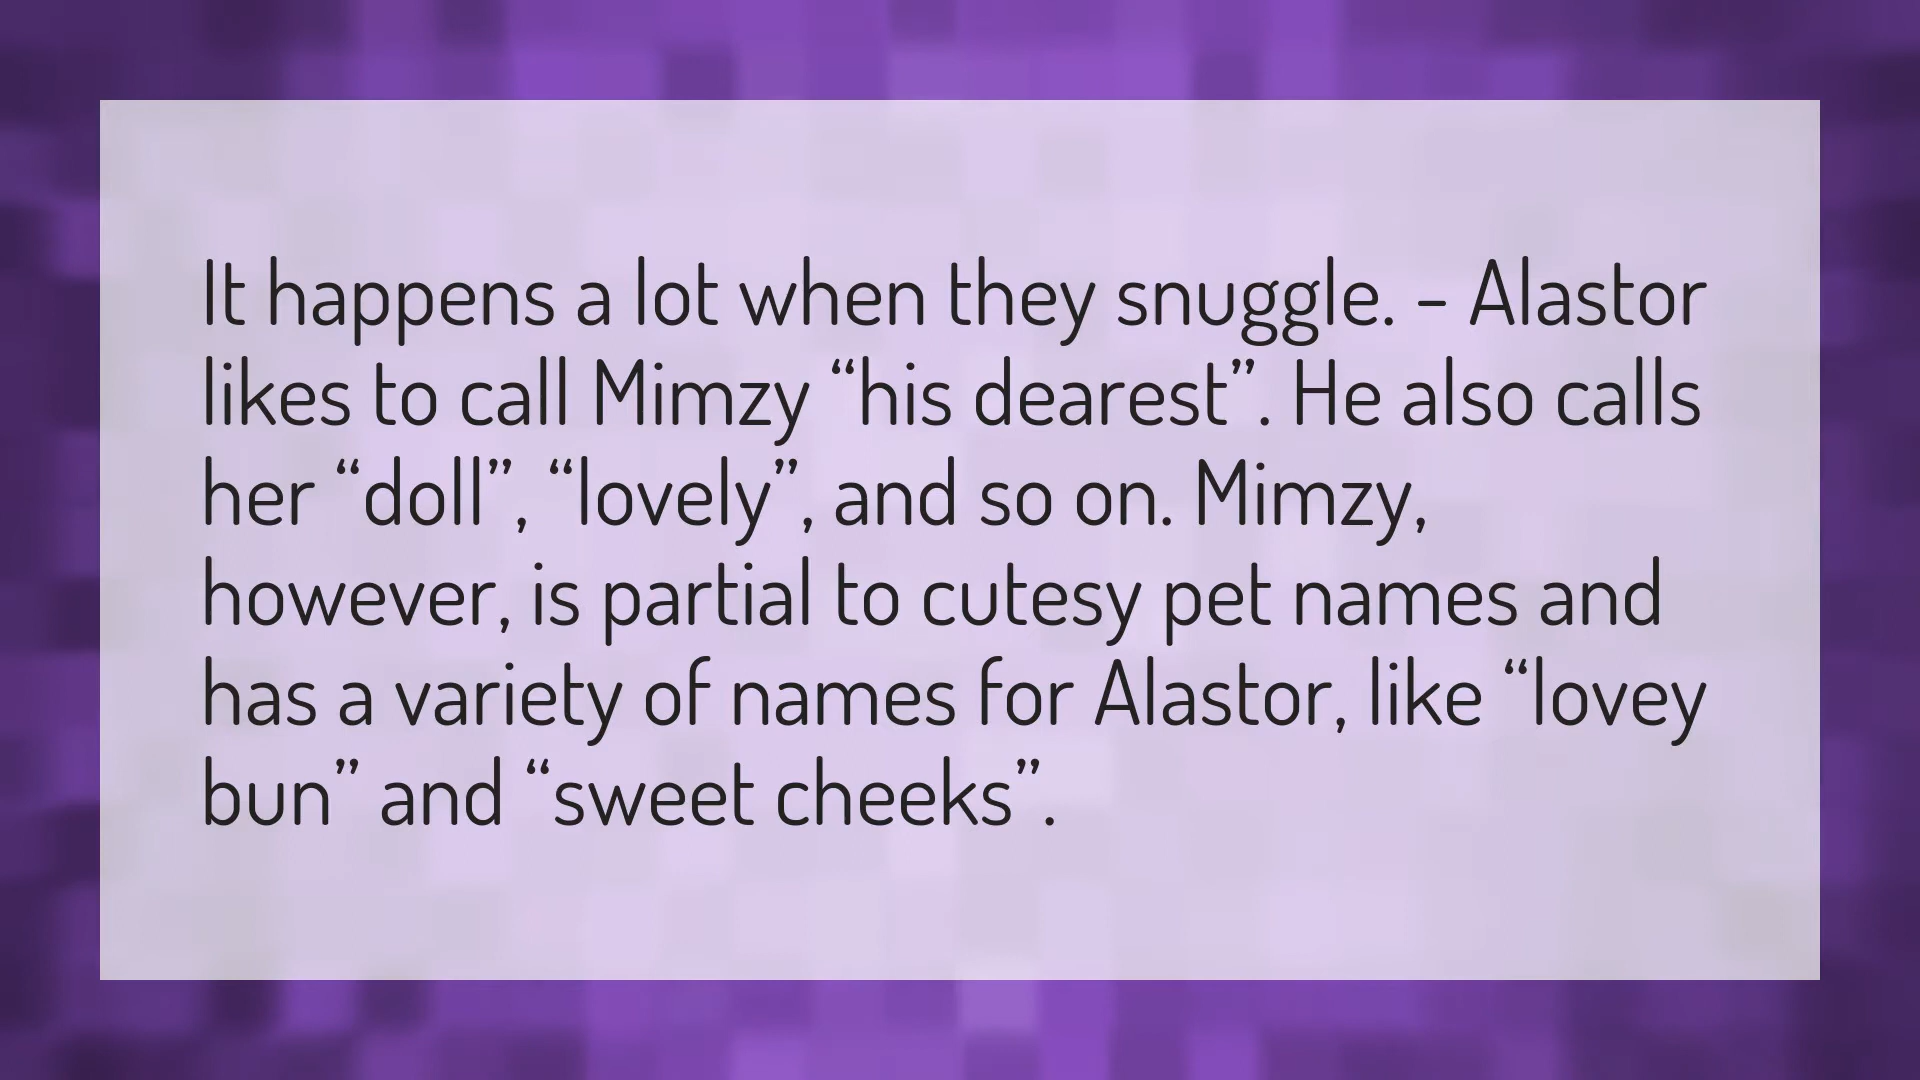 It happens a lot when they snuggle. - Alastor
likes to call Mimzy “his dearest”. He also calls
her “doll”, “lovely”, and so on. Mimzy,
however, is partial to cutesy pet names and
has a variety of names for Alastor, like “lovey
bun” and “sweet cheeks”.